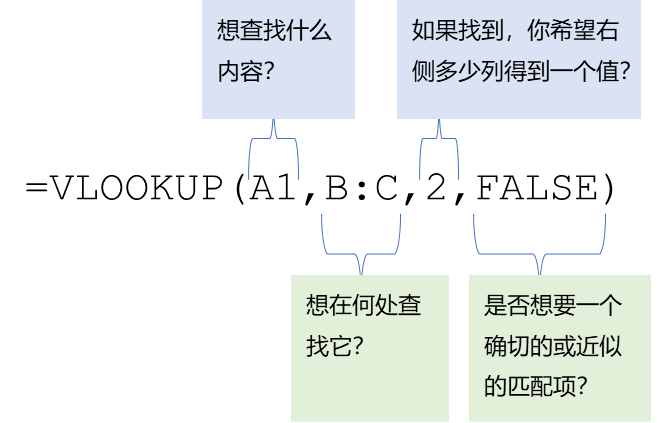 想查找什么
内容?
如果找到，你希望右
侧多少列得到一个值?
=VLOOKUP(A1,B:C,2,FALSE)
想在何处查
找它?
是否想要一个
确切的或近似
的匹配项?